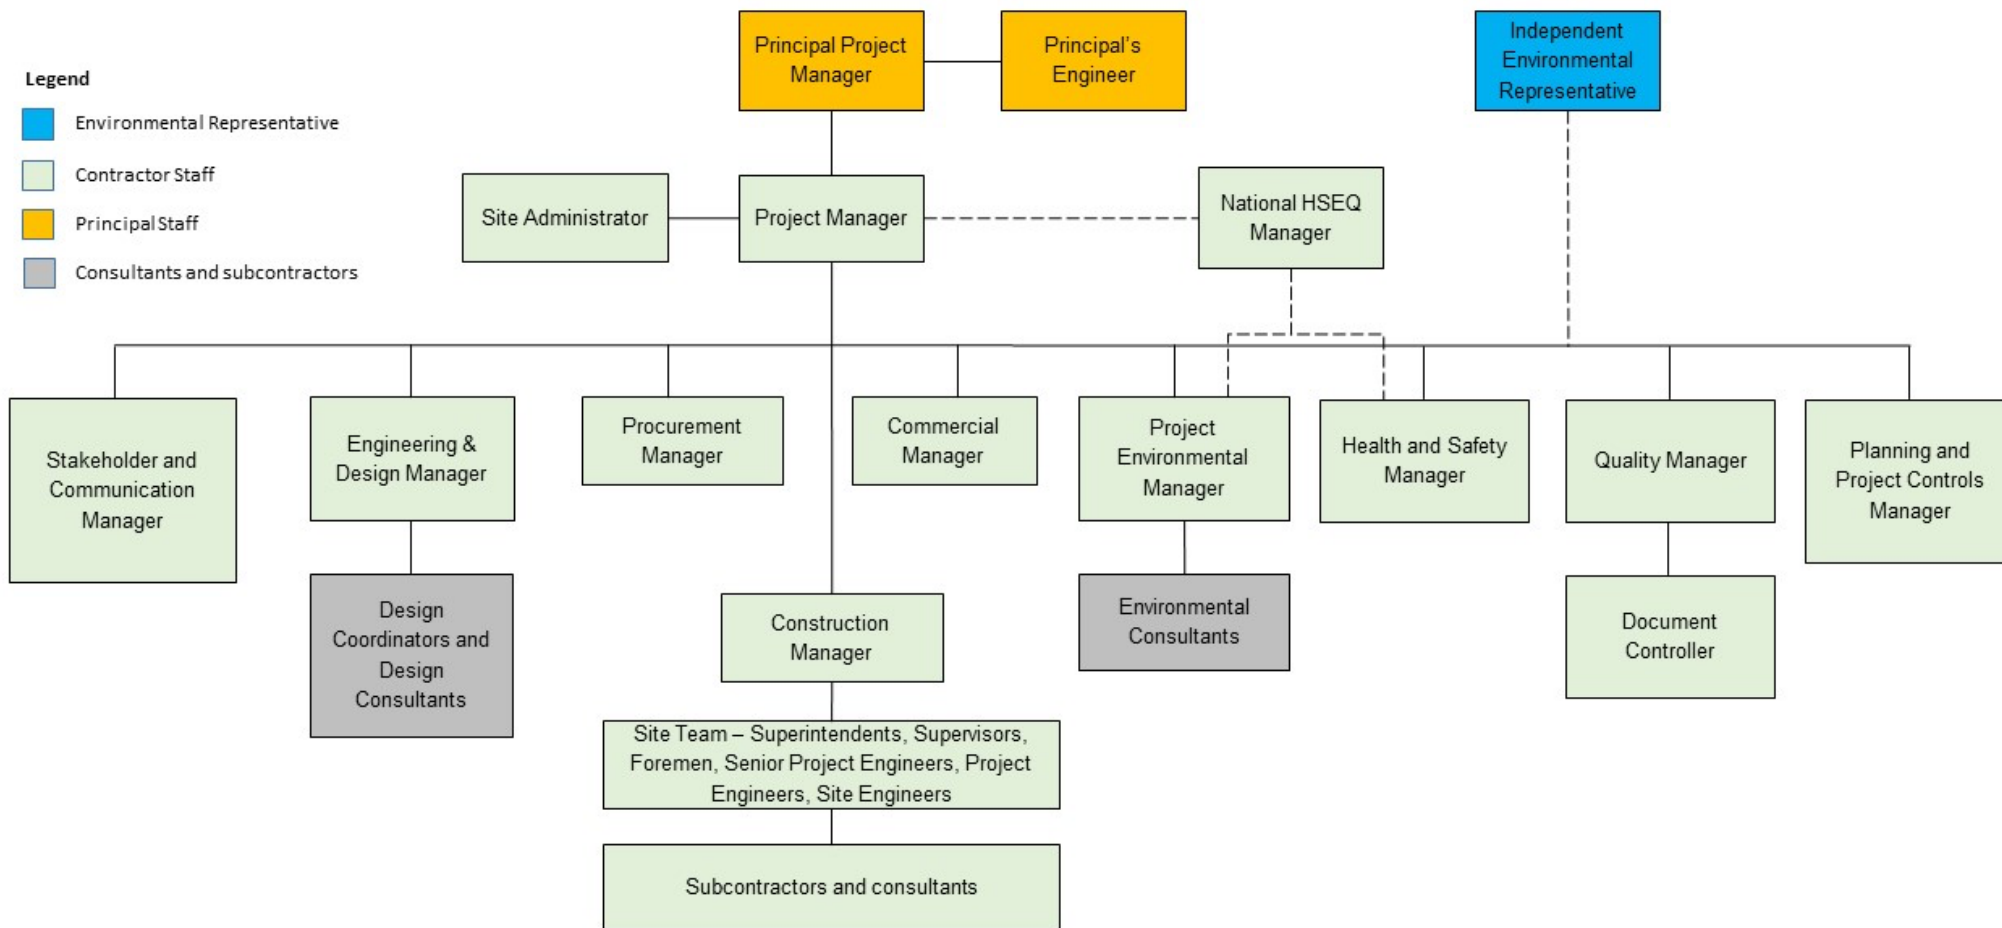 Principal Project
Manager
Principal's
Engineer
Independent
Environmental
Representative
Legend
Environmental Representative
Contractor Staff
Principal Staff
Consultants and subcontractors
Site Administrator
Project Manager
National HSEQ
Manager
Stakeholder and
Communication
Manager
Engineering &
Design Manager
Procurement
Manager
Commercial
Manager
Project
Environmental
Manager
Health and Safety
Manager
Quality Manager
Planning and
Project Controls
Manager
Design
Coordinators and
Design
Consultants
Construction
Manager
Environmental
Consultants
Document
Controller
Site Team – Superintendents, Supervisors,
Foremen, Senior Project Engineers, Project
Engineers, Site Engineers
Subcontractors and consultants